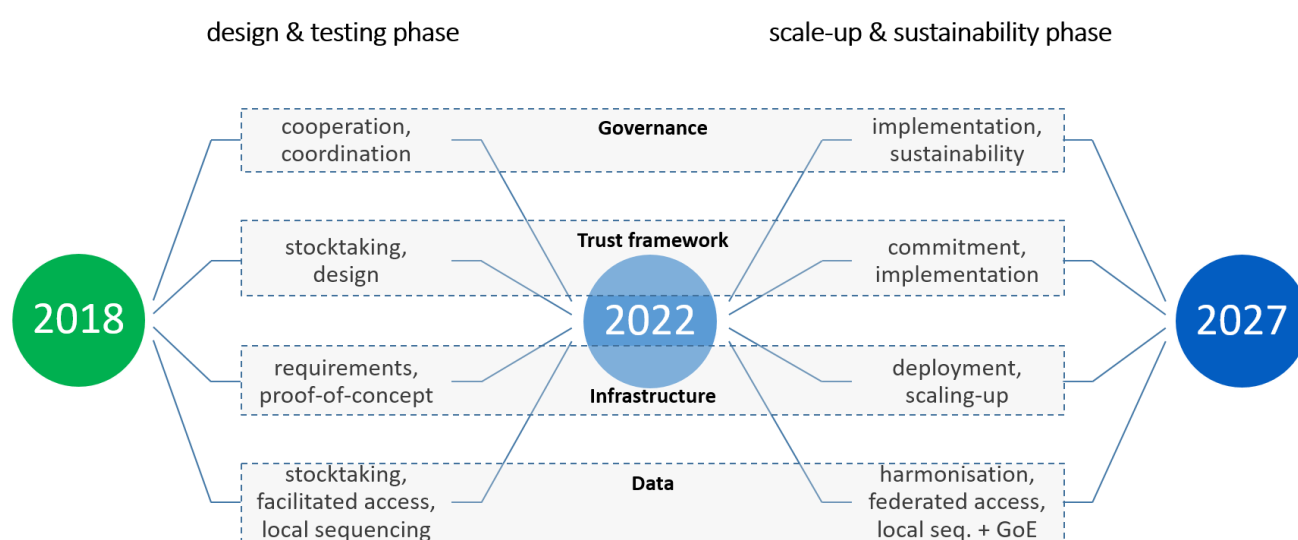 design & testing phase
scale-up & sustainability phase
cooperation,
coordination
Governance
implementation,
sustainability
stocktaking,
design
Trust framework
commitment,
implementation
2018
2022
2027
requirements,
proof-of-concept
Infrastructure
deployment,
scaling-up
stocktaking,
facilitated access,
local sequencing
Data
harmonisation,
federated access,
local seq. + GoE